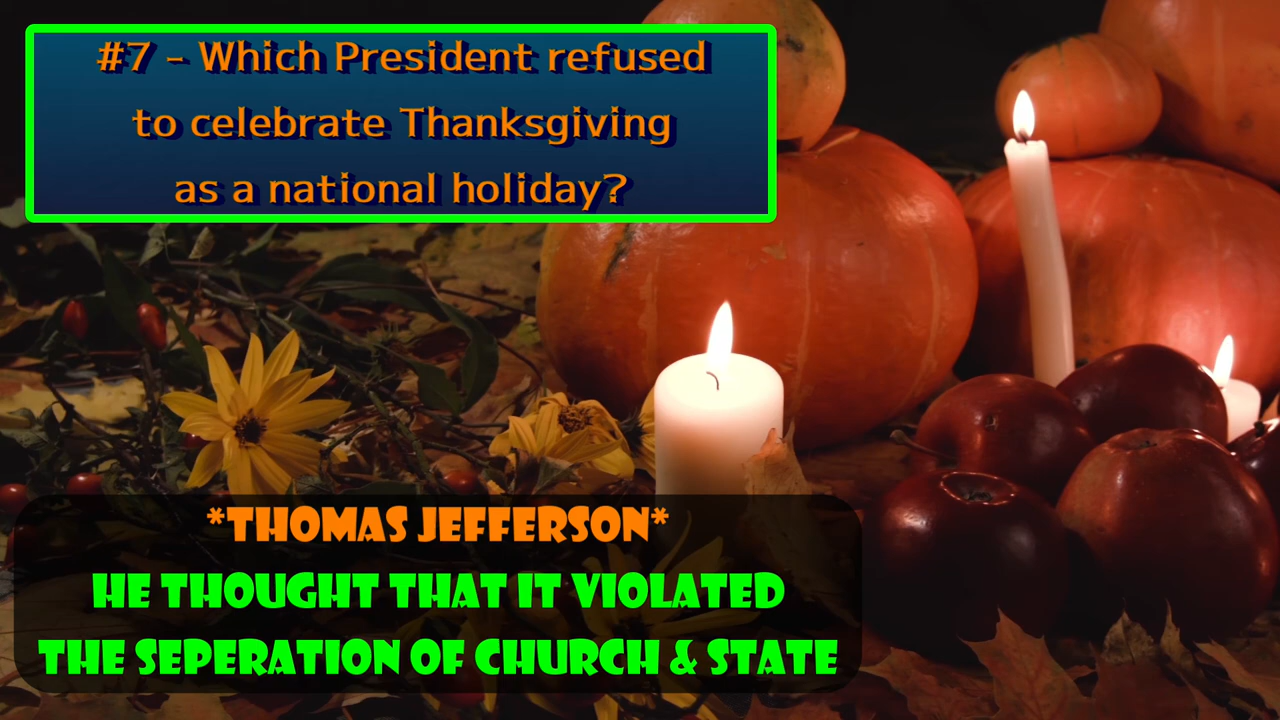 #7 - Which President refused
to celebrate Thanksgiving
as a national holiday?
*THOMAS JEFFERSON*
HE THOUGHT THAT IT VIOLATED
THE SEPERATION OF CHURCH & STATE